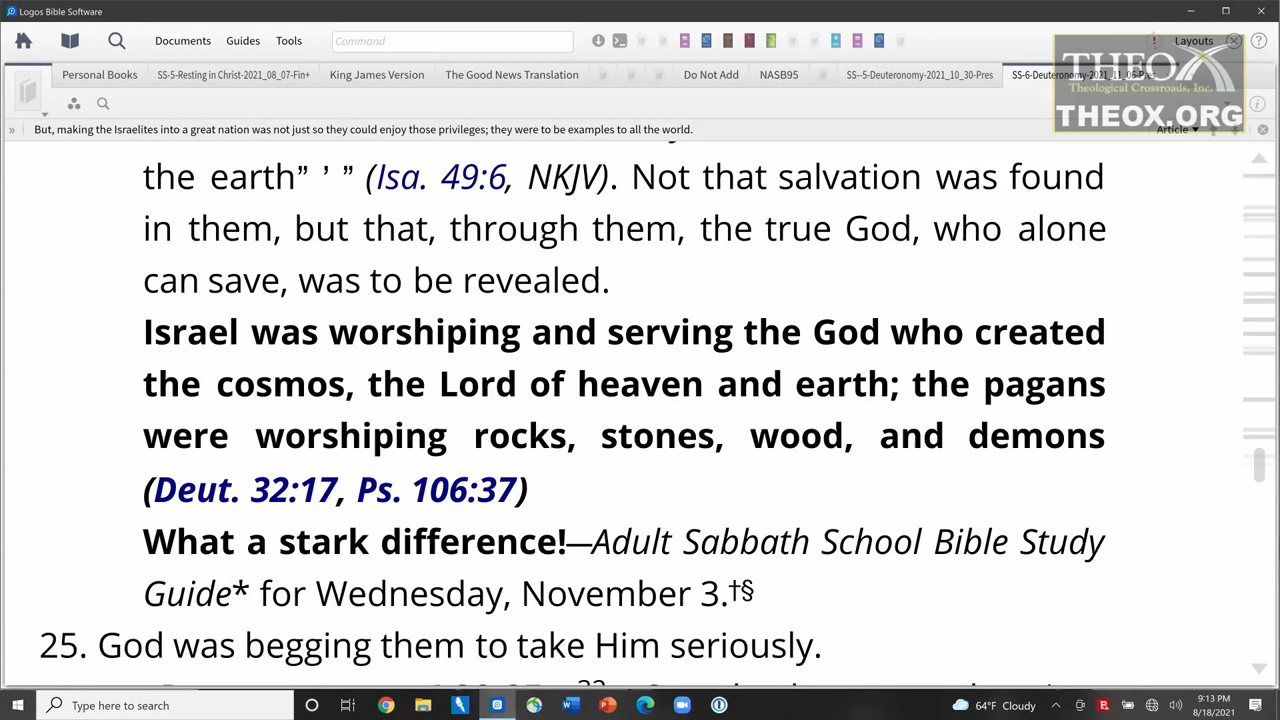 Logos Bible Software
Documents Guides Tools Command Layouts
Personal Books SS-5-Resting in Christ-2021_08_07-Fin+ King James Version The Good News Translation Do Not Add NASB95 SS--5-Deuteronomy-2021_10_30-Pres SS-6-Deuteronomy-2021_11_06-Pres
THEOX
Theological Crossroads, Inc.
THEOX.ORG
» But, making the Israelites into a great nation was not just so they could enjoy those privileges; they were to be examples to all the world. Article
the earth” ’ ” (Isa. 49:6, NKJV). Not that salvation was found
in them, but that, through them, the true God, who alone
can save, was to be revealed.
Israel was worshiping and serving the God who created
the cosmos, the Lord of heaven and earth; the pagans
were worshiping rocks, stones, wood, and demons
(Deut. 32:17, Ps. 106:37)
What a stark difference!—Adult Sabbath School Bible Study
Guide* for Wednesday, November 3.†§
25. God was begging them to take Him seriously.
Type here to search 64°F Cloudy 9:13 PM
8/18/2021